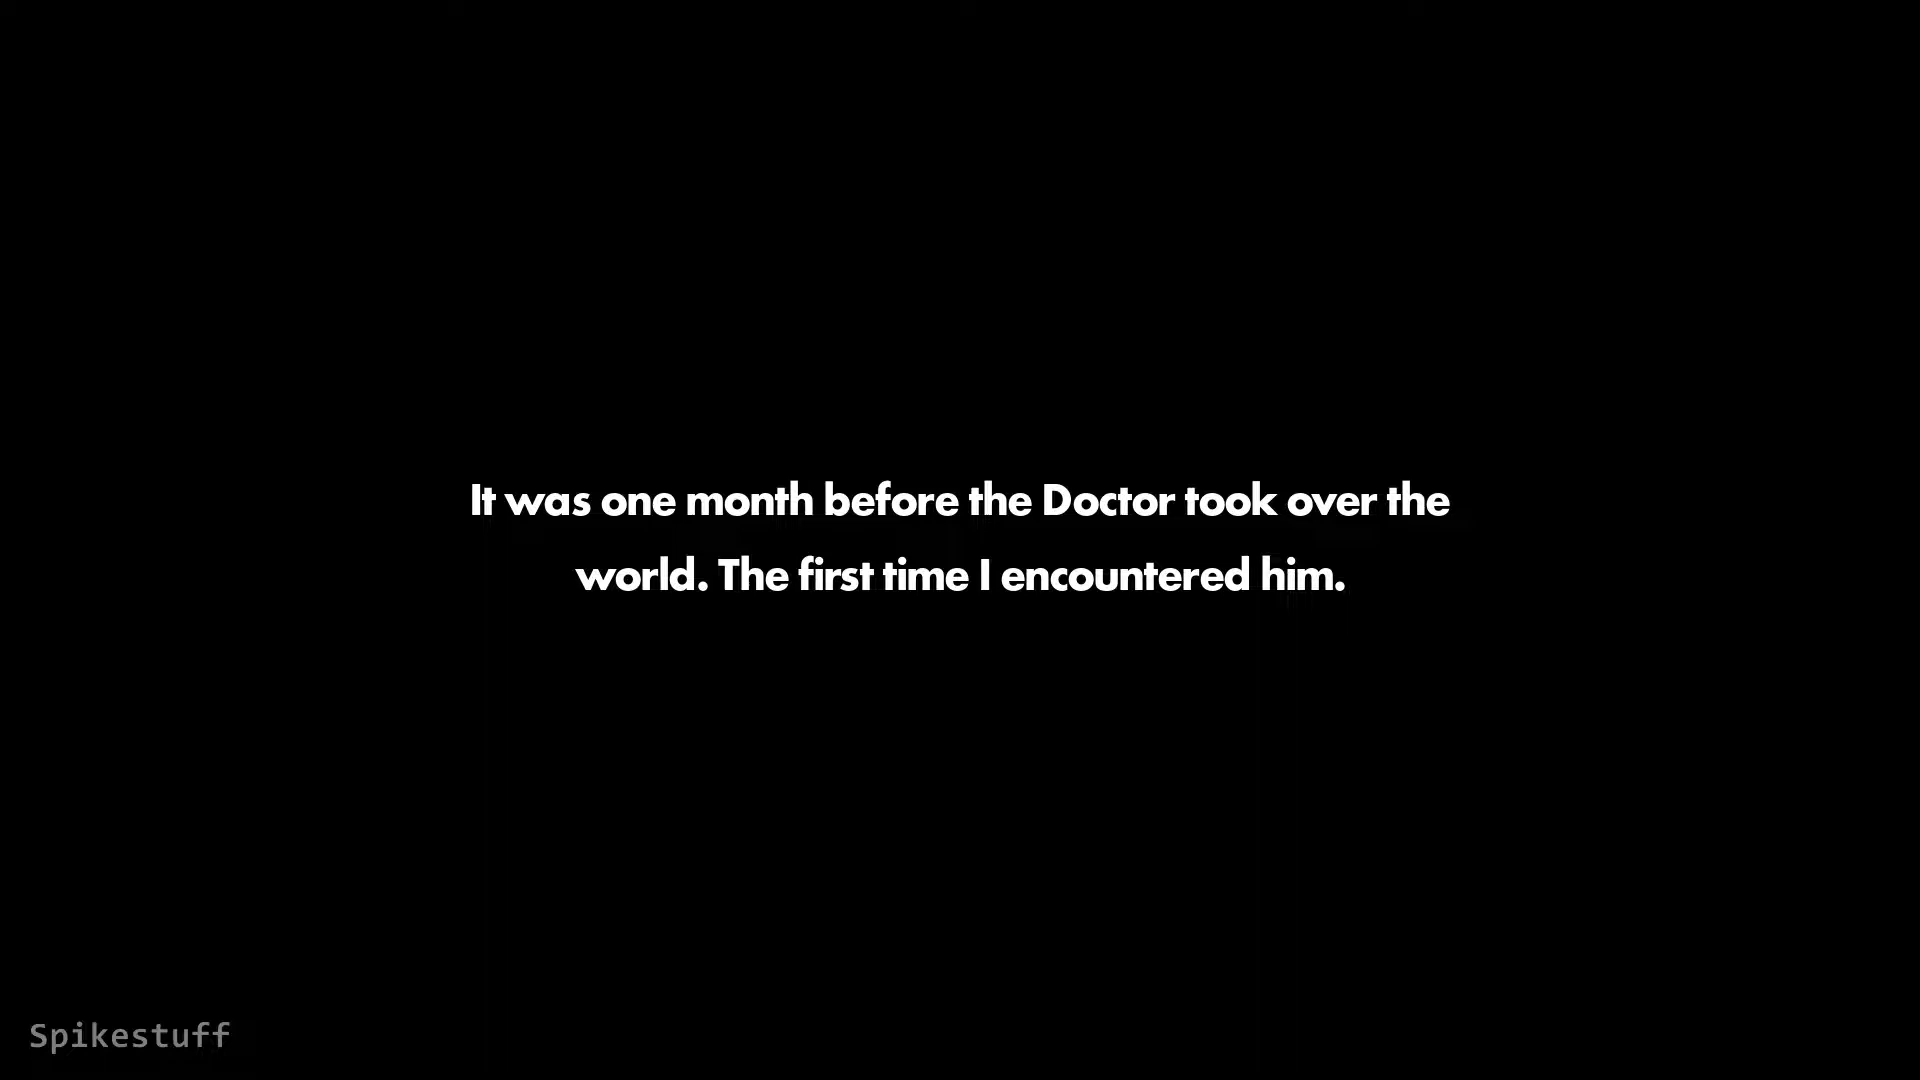 It was one month before the Doctor took over the
world. The first time I encountered him.
Spikestuff